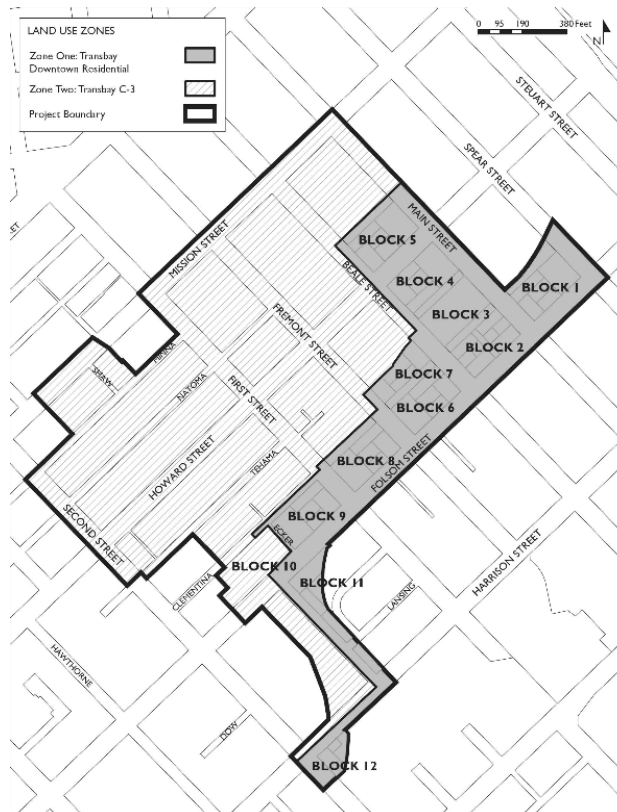 LAND USE ZONES
Zone One: Transbay
Downtown Residential
Zone Two: Transbay C-3
Project Boundary
0 95 190 380 Feet
N
STEUART STREET
SPEAR STREET
MAIN STREET
MISSION STREET
BLOCK 5
BEALE STREET
BLOCK 4
BLOCK 1
BLOCK 3
FREMONT STREET
BLOCK 2
MINNA
SHAW
NATOMA
FIRST STREET
BLOCK 7
BLOCK 6
HOWARD STREET
TEHAMA
BLOCK 8
FOLSOM STREET
SECOND STREET
BLOCK 9
ECKER
BLOCK 10
CLEMENTINA
BLOCK 11
LANSING
HARRISON STREET
HAWTHORNE
DOW
BLOCK 12